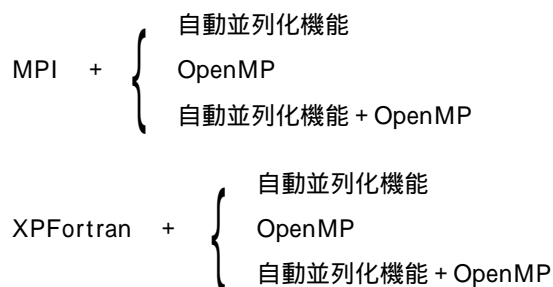 自動並列化機能
MPI + { OpenMP
自動並列化機能 + OpenMP
自動並列化機能
XPFortran + { OpenMP
自動並列化機能 + OpenMP